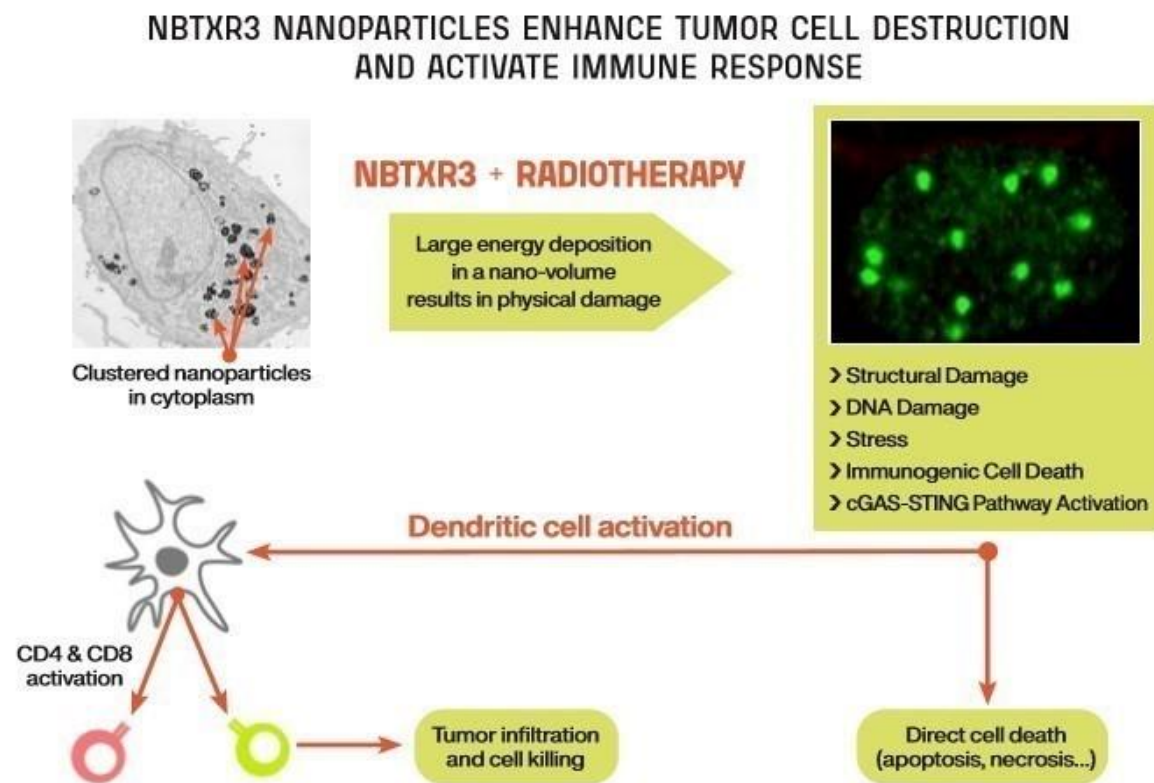 NBTXR3 NANOPARTICLES ENHANCE TUMOR CELL DESTRUCTION
AND ACTIVATE IMMUNE RESPONSE
NBTXR3 + RADIOTHERAPY
Large energy deposition
in a nano-volume
results in physical damage
Clustered nanoparticles
in cytoplasm
❯ Structural Damage
❯ DNA Damage
❯ Stress
❯ Immunogenic Cell Death
❯ cGAS-STING Pathway Activation
Dendritic cell activation
CD4 & CD8
activation
Tumor infiltration
and cell killing
Direct cell death
(apoptosis, necrosis...)